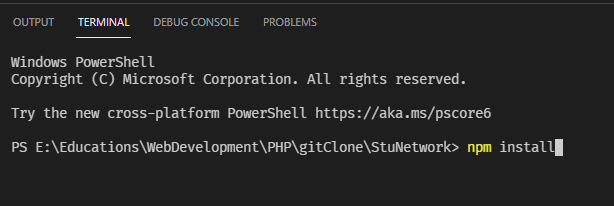 OUTPUT TERMINAL DEBUG CONSOLE PROBLEMS
Windows PowerShell
Copyright (C) Microsoft Corporation. All rights reserved.
Try the new cross-platform PowerShell https://aka.ms/pscore6
PS E:\Educations\WebDevelopment\PHP\gitClone\StuNetwork> npm install